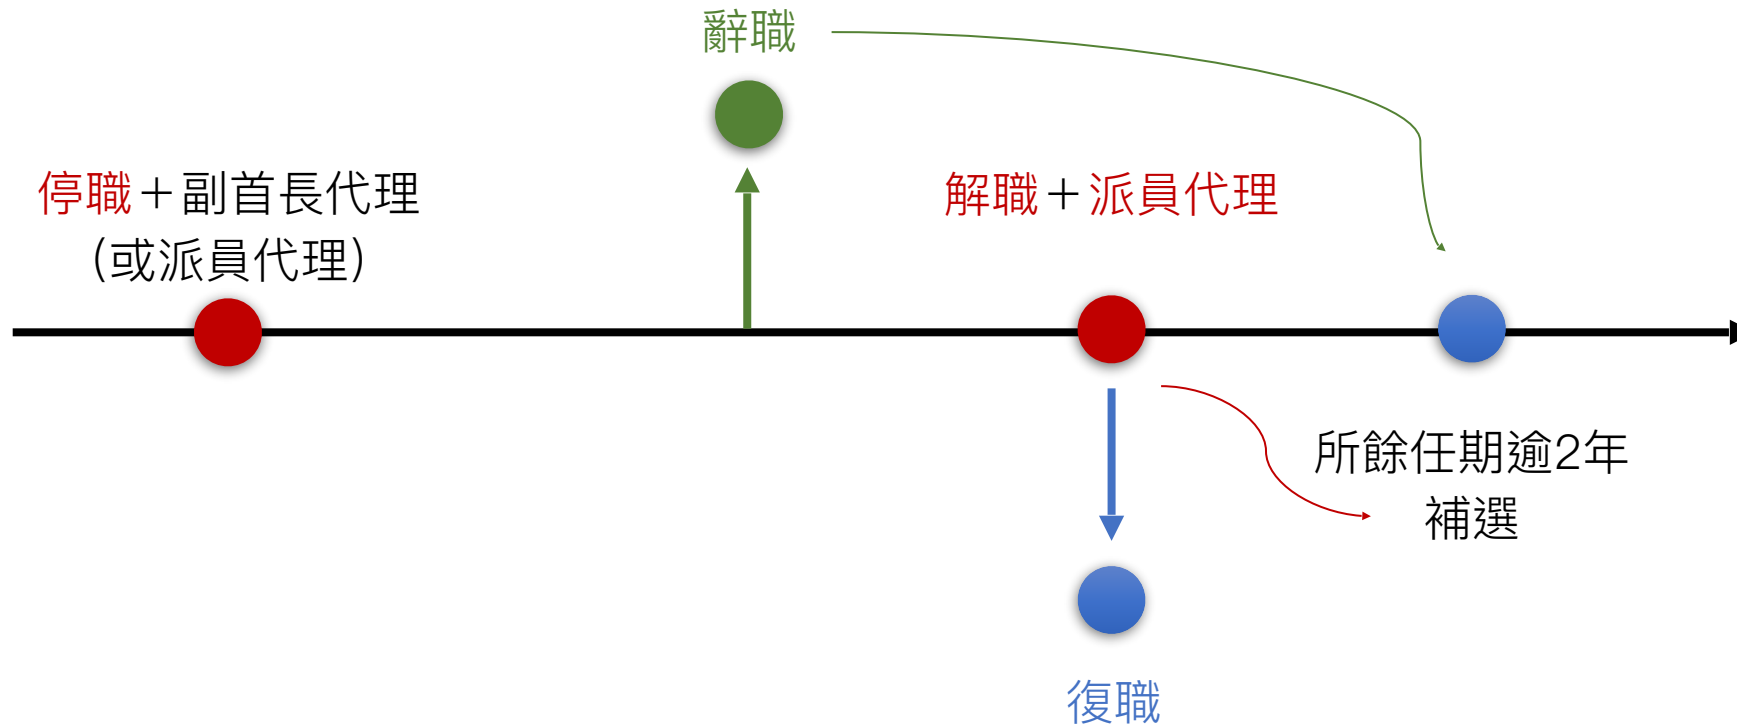 辭職
停職＋副首長代理
(或派員代理)
解職＋派員代理
所餘任期逾2年
補選
復職